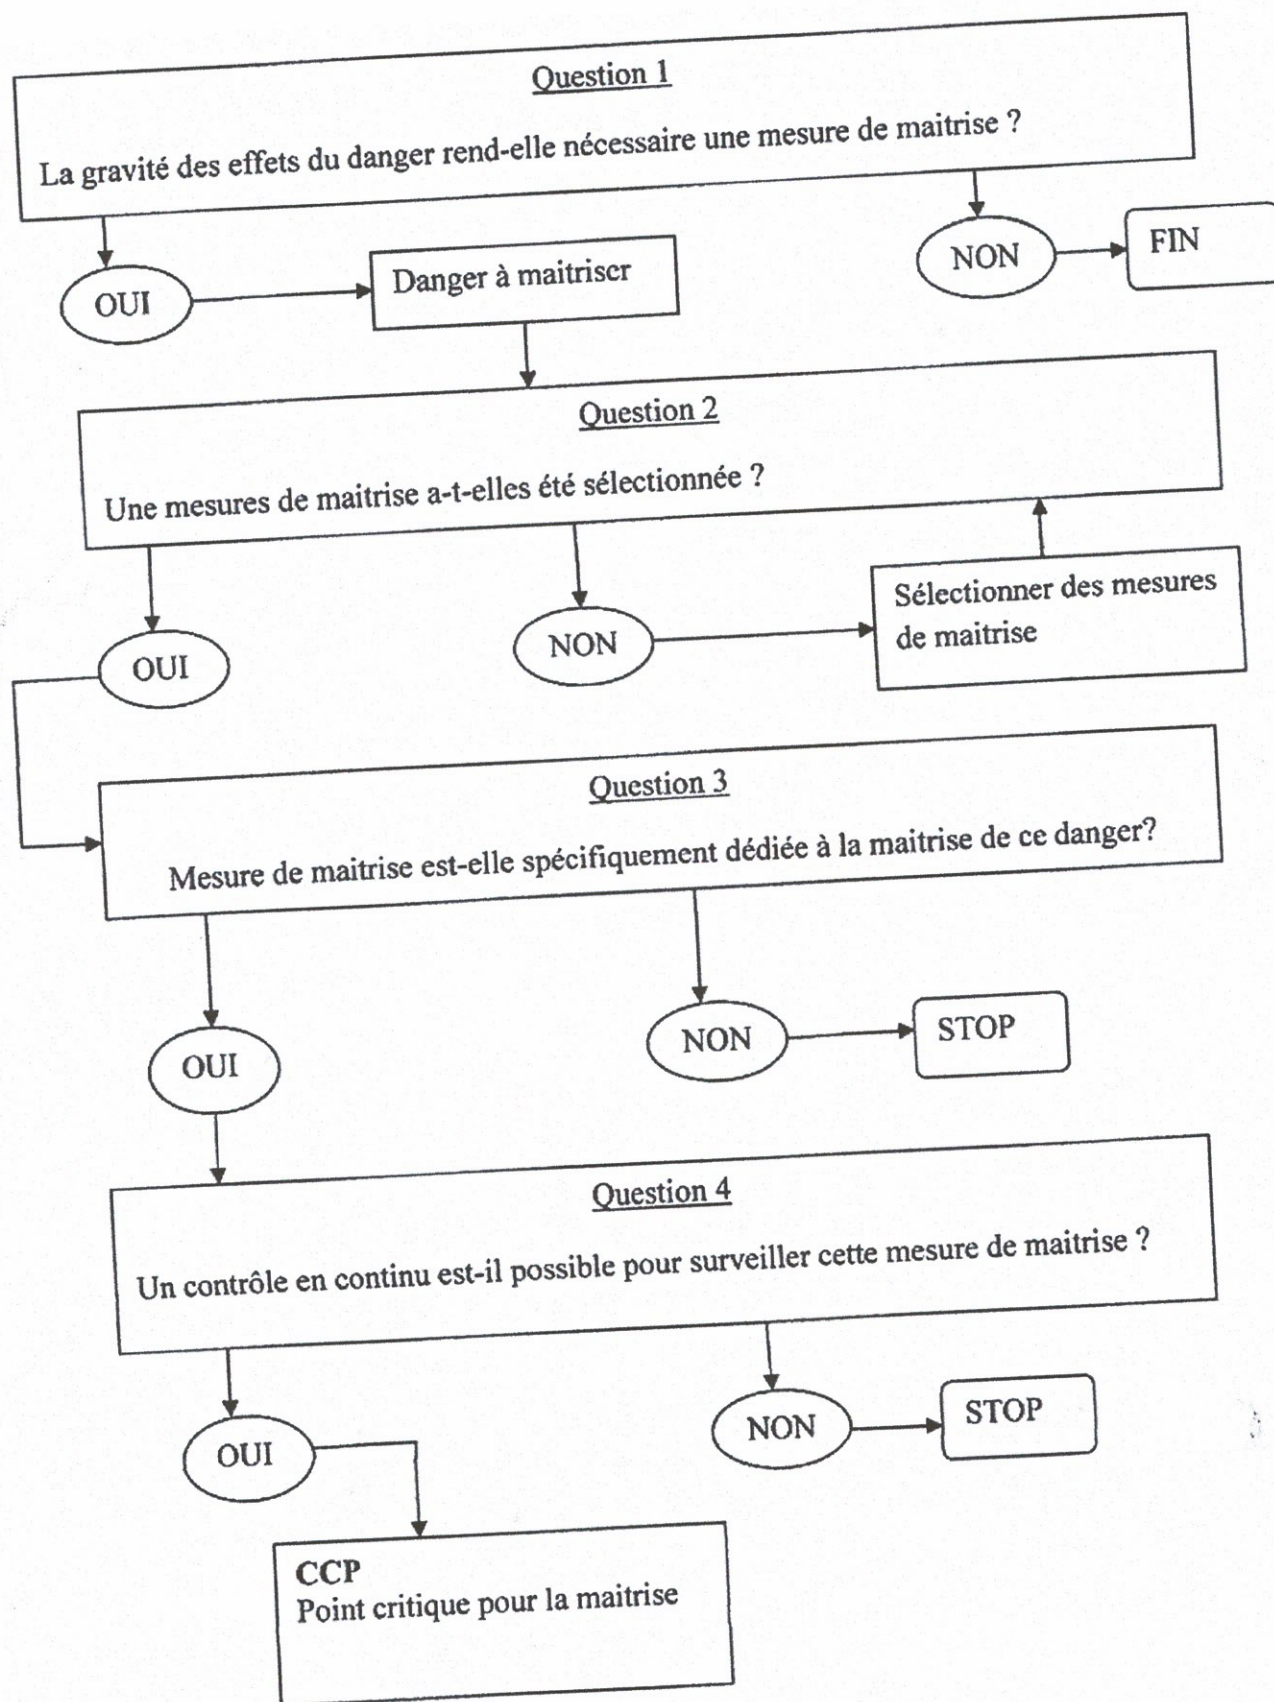 Question 1
La gravité des effets du danger rend-elle nécessaire une mesure de maitrise ?
OUI
Danger à maitriser
NON
FIN
Question 2
Une mesures de maitrise a-t-elles été sélectionnée ?
OUI
NON
Sélectionner des mesures
de maitrise
Question 3
Mesure de maitrise est-elle spécifiquement dédiée à la maitrise de ce danger?
OUI
NON
STOP
Question 4
Un contrôle en continu est-il possible pour surveiller cette mesure de maitrise ?
OUI
NON
STOP
CCP
Point critique pour la maitrise